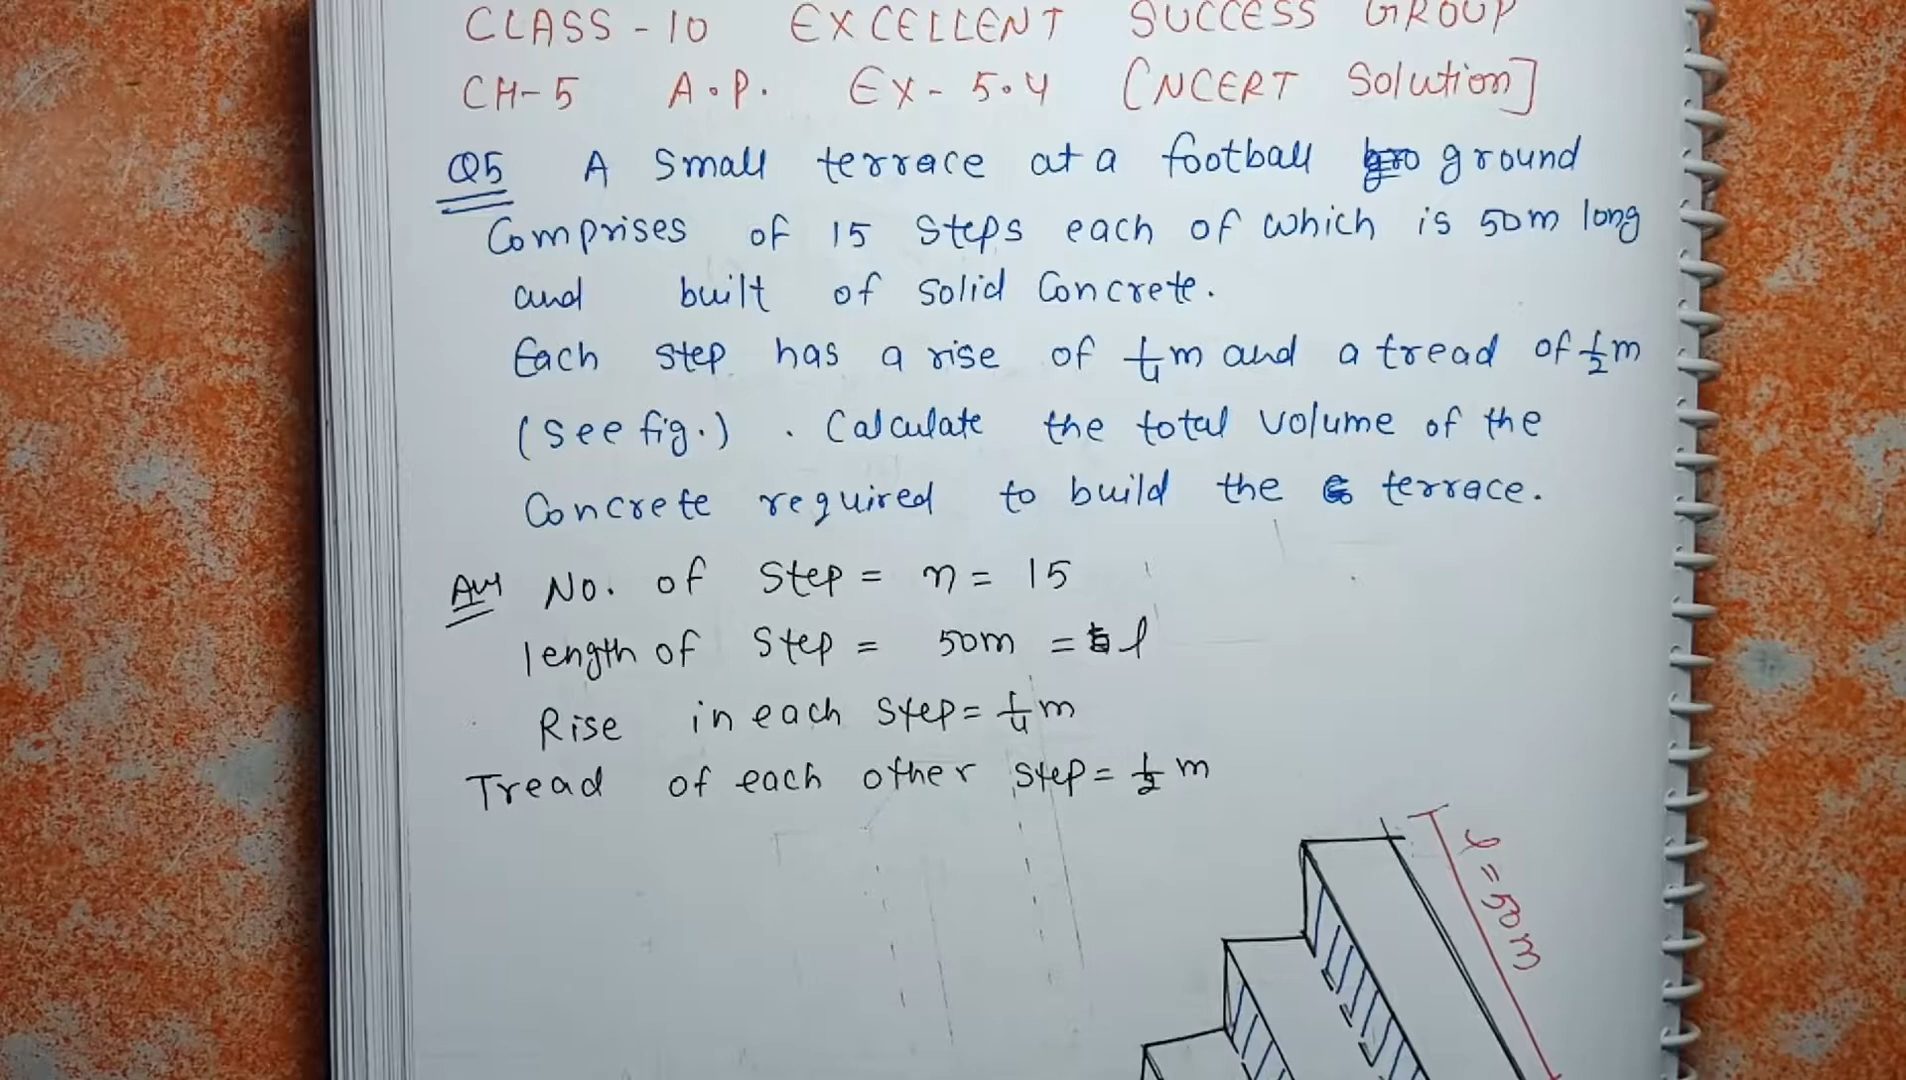 CLASS-10 EXCELLENT SUCCESS GROUP
CH-5 A.P. EX-5.4 [NCERT Solution]
Q5 A small terrace at a football ground
Comprises of 15 Steps each of which is 50m long
and built of solid Concrete.
Each step has a rise of 1/4 m and a tread of 1/2 m
(see fig.). Calculate the total volume of the
Concrete required to build the terrace.
Ans No. of Step = n = 15
length of Step = 50m = l
Rise in each step = 1/4 m
Tread of each other step = 1/2 m
l = 50m